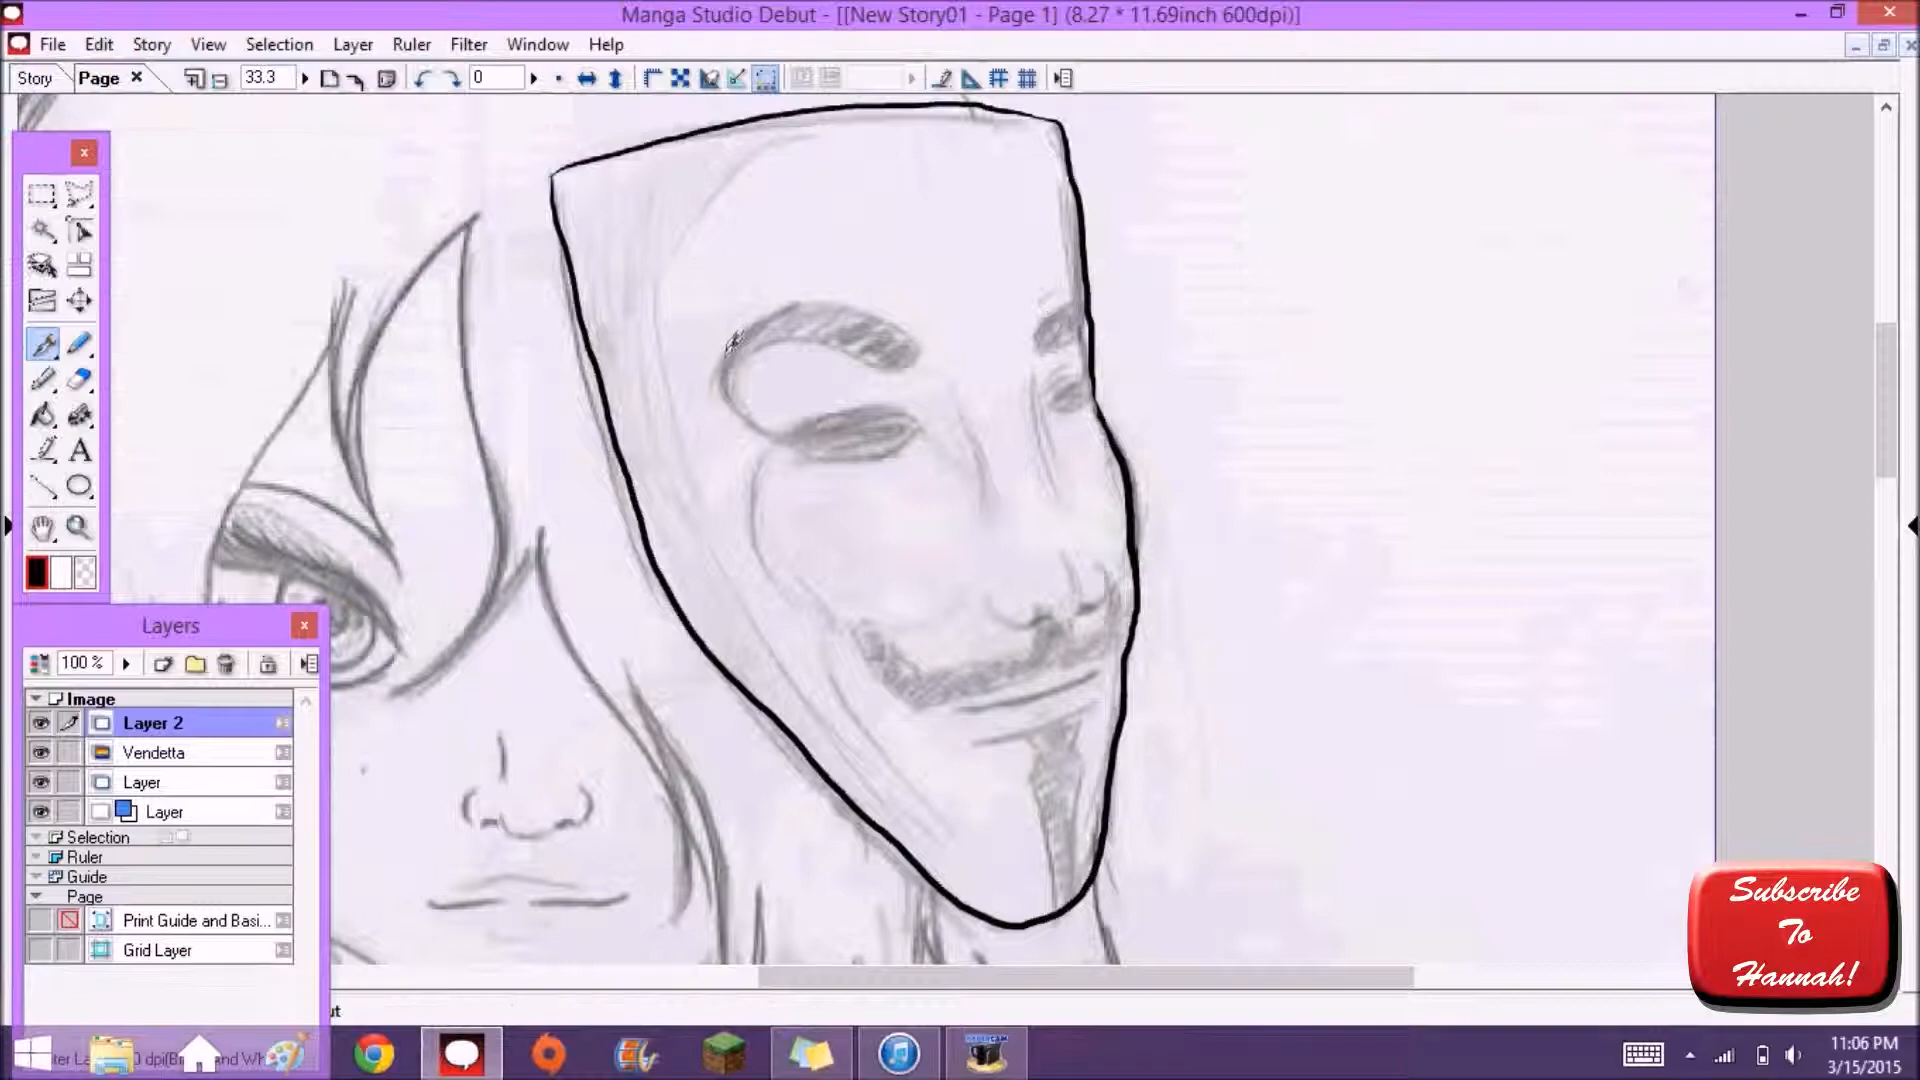 Manga Studio Debut - [[New Story01 - Page 1] (8.27 * 11.69inch 600dpi)]
File Edit Story View Selection Layer Ruler Filter Window Help
Story Page 33.3 0
A
Layers
100 %
Image
Layer 2
Vendetta
Layer
Layer
Selection
Ruler
Guide
Page
Print Guide and Basi...
Grid Layer
Subscribe
To
Hannah!
11:06 PM
3/15/2015